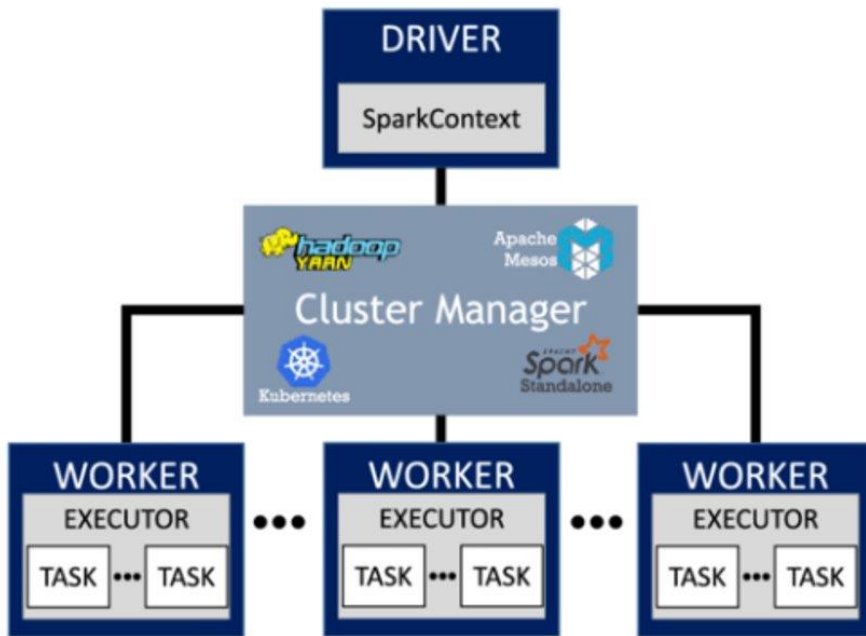 DRIVER
SparkContext
hadoop
YARN
Apache
Mesos
Cluster Manager
Kubernetes
APACHE
Spark
Standalone
WORKER
EXECUTOR
TASK ••• TASK
•••
WORKER
EXECUTOR
TASK ••• TASK
•••
WORKER
EXECUTOR
TASK ••• TASK